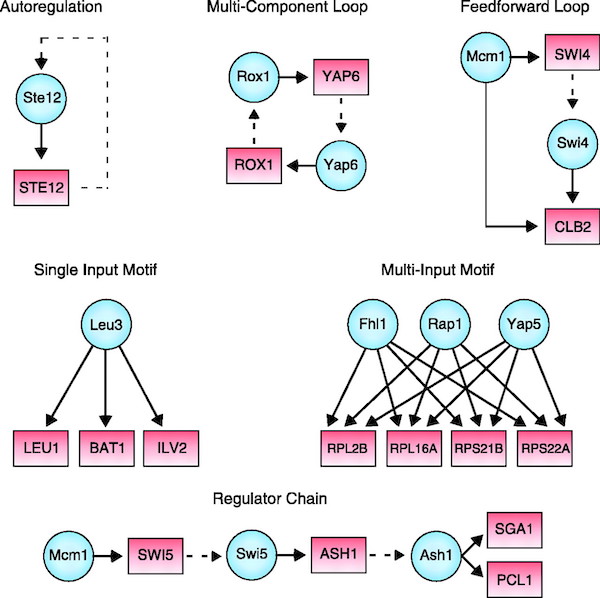 Autoregulation
Ste12
STE12
Multi-Component Loop
Rox1
YAP6
ROX1
Yap6
Feedforward Loop
Mcm1
SWI4
Swi4
CLB2
Single Input Motif
Leu3
LEU1
BAT1
ILV2
Multi-Input Motif
Fhl1
Rap1
Yap5
RPL2B
RPL16A
RPS21B
RPS22A
Regulator Chain
Mcm1
SWI5
Swi5
ASH1
Ash1
SGA1
PCL1